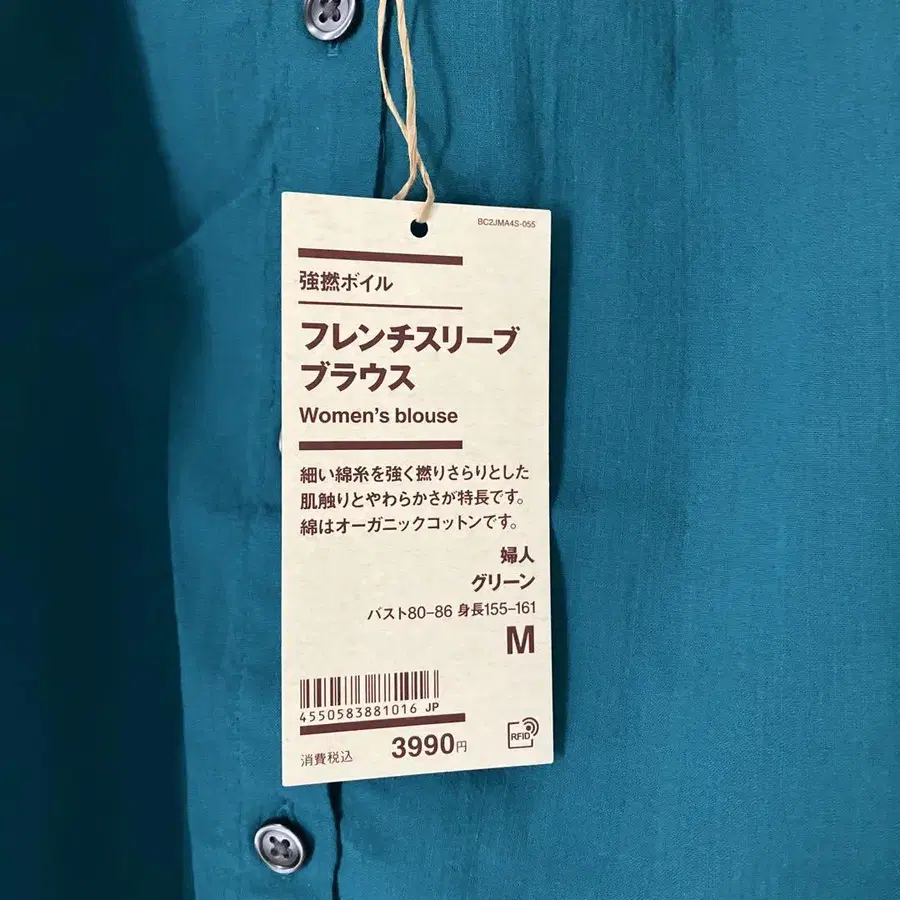 BC2JMA4S-055
強撚ボイル
フレンチスリーブ
ブラウス
Women's blouse
細い綿糸を強く撚りさらりとした
肌触りとやわらかさが特長です。
綿はオーガニックコットンです。
婦人
グリーン
バスト80-86 身長155-161
M
4550583881016 JP
消費税込 3990円
RFID